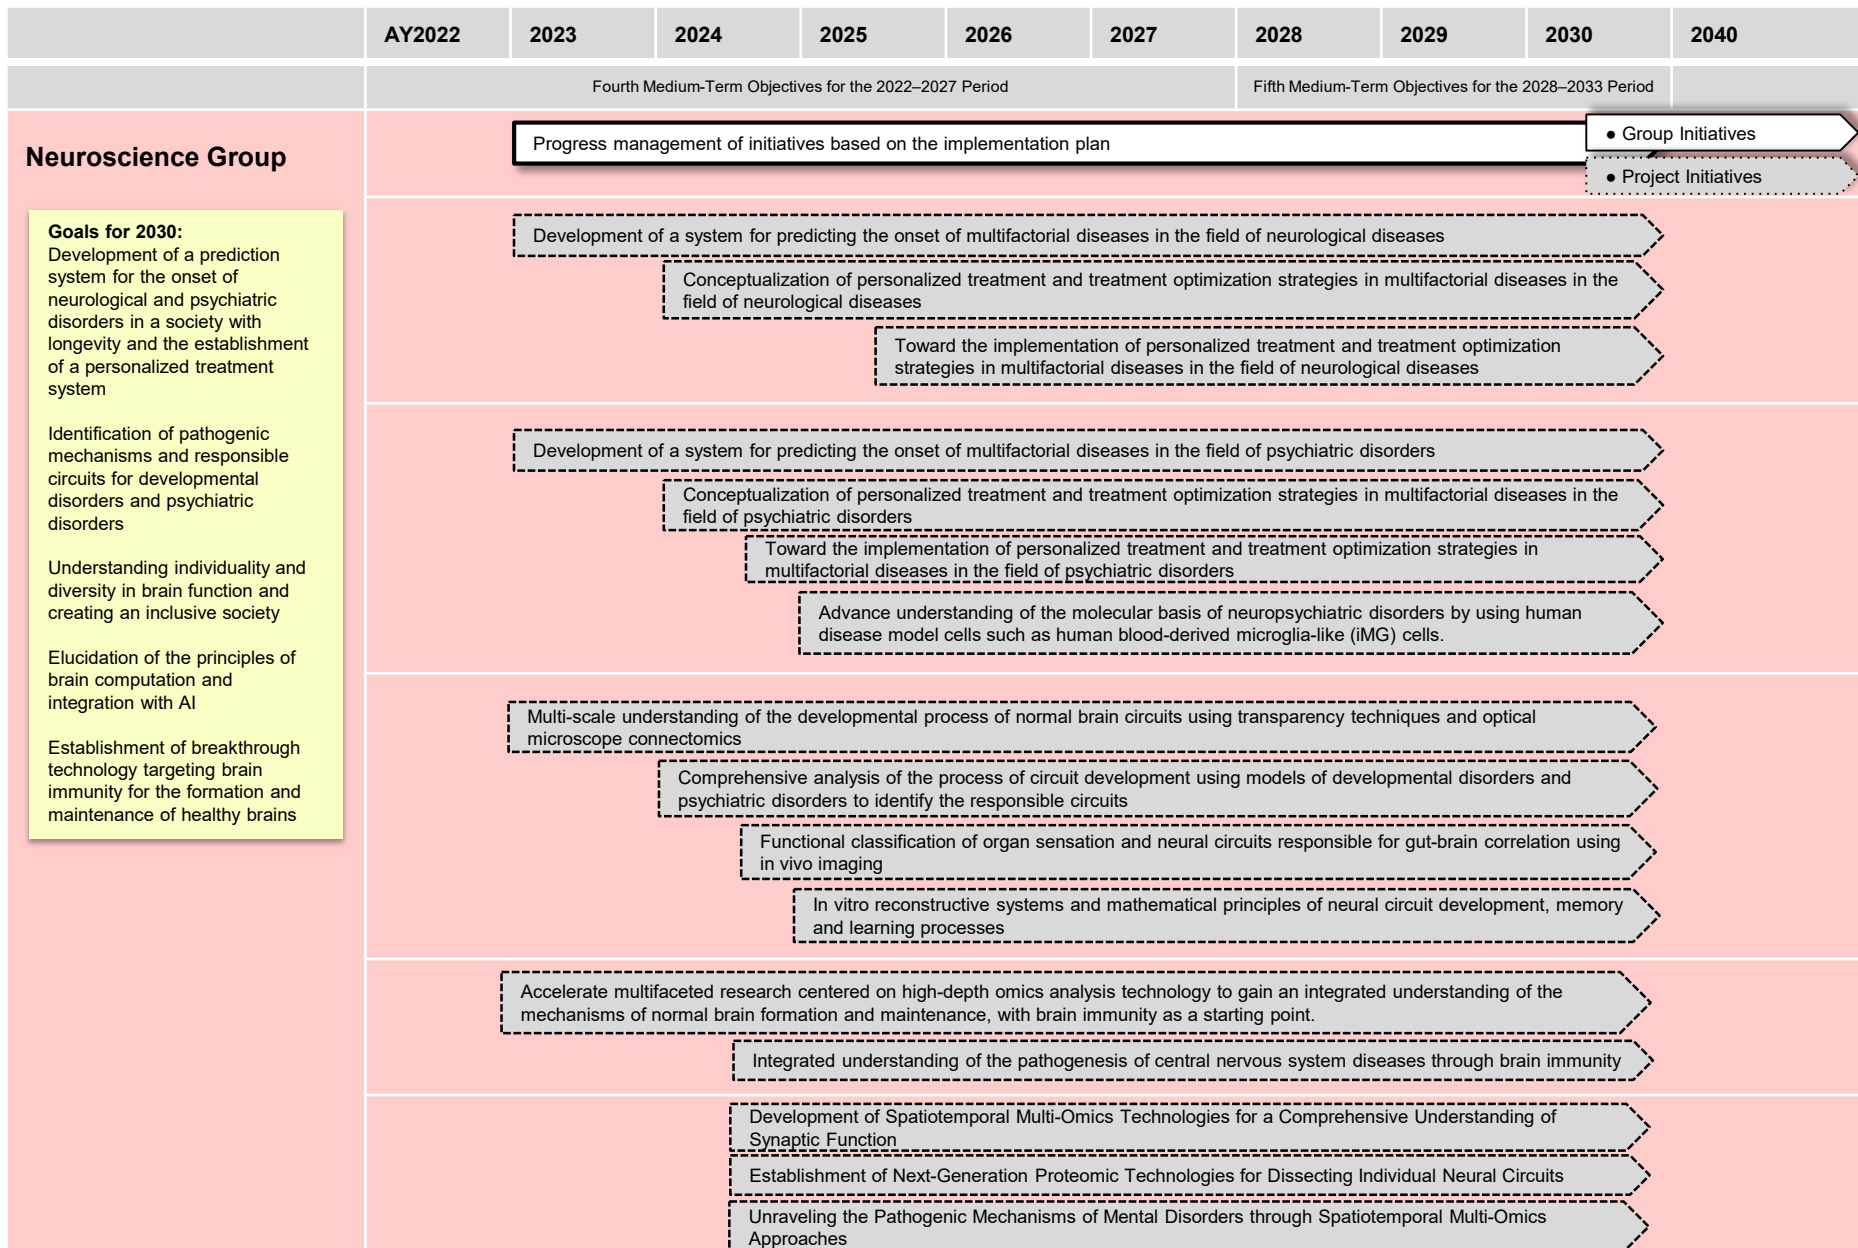 AY2022 2023 2024 2025 2026 2027 2028 2029 2030 2040
Fourth Medium-Term Objectives for the 2022–2027 Period
Fifth Medium-Term Objectives for the 2028–2033 Period
Neuroscience Group
Progress management of initiatives based on the implementation plan
● Group Initiatives
● Project Initiatives
Goals for 2030:
Development of a prediction
system for the onset of
neurological and psychiatric
disorders in a society with
longevity and the establishment
of a personalized treatment
system
Identification of pathogenic
mechanisms and responsible
circuits for developmental
disorders and psychiatric
disorders
Understanding individuality and
diversity in brain function and
creating an inclusive society
Elucidation of the principles of
brain computation and
integration with AI
Establishment of breakthrough
technology targeting brain
immunity for the formation and
maintenance of healthy brains
Development of a system for predicting the onset of multifactorial diseases in the field of neurological diseases
Conceptualization of personalized treatment and treatment optimization strategies in multifactorial diseases in the
field of neurological diseases
Toward the implementation of personalized treatment and treatment optimization
strategies in multifactorial diseases in the field of neurological diseases
Development of a system for predicting the onset of multifactorial diseases in the field of psychiatric disorders
Conceptualization of personalized treatment and treatment optimization strategies in multifactorial diseases in the
field of psychiatric disorders
Toward the implementation of personalized treatment and treatment optimization strategies in
multifactorial diseases in the field of psychiatric disorders
Advance understanding of the molecular basis of neuropsychiatric disorders by using human
disease model cells such as human blood-derived microglia-like (iMG) cells.
Multi-scale understanding of the developmental process of normal brain circuits using transparency techniques and optical
microscope connectomics
Comprehensive analysis of the process of circuit development using models of developmental disorders and
psychiatric disorders to identify the responsible circuits
Functional classification of organ sensation and neural circuits responsible for gut-brain correlation using
in vivo imaging
In vitro reconstructive systems and mathematical principles of neural circuit development, memory
and learning processes
Accelerate multifaceted research centered on high-depth omics analysis technology to gain an integrated understanding of the
mechanisms of normal brain formation and maintenance, with brain immunity as a starting point.
Integrated understanding of the pathogenesis of central nervous system diseases through brain immunity
Development of Spatiotemporal Multi-Omics Technologies for a Comprehensive Understanding of
Synaptic Function
Establishment of Next-Generation Proteomic Technologies for Dissecting Individual Neural Circuits
Unraveling the Pathogenic Mechanisms of Mental Disorders through Spatiotemporal Multi-Omics
Approaches